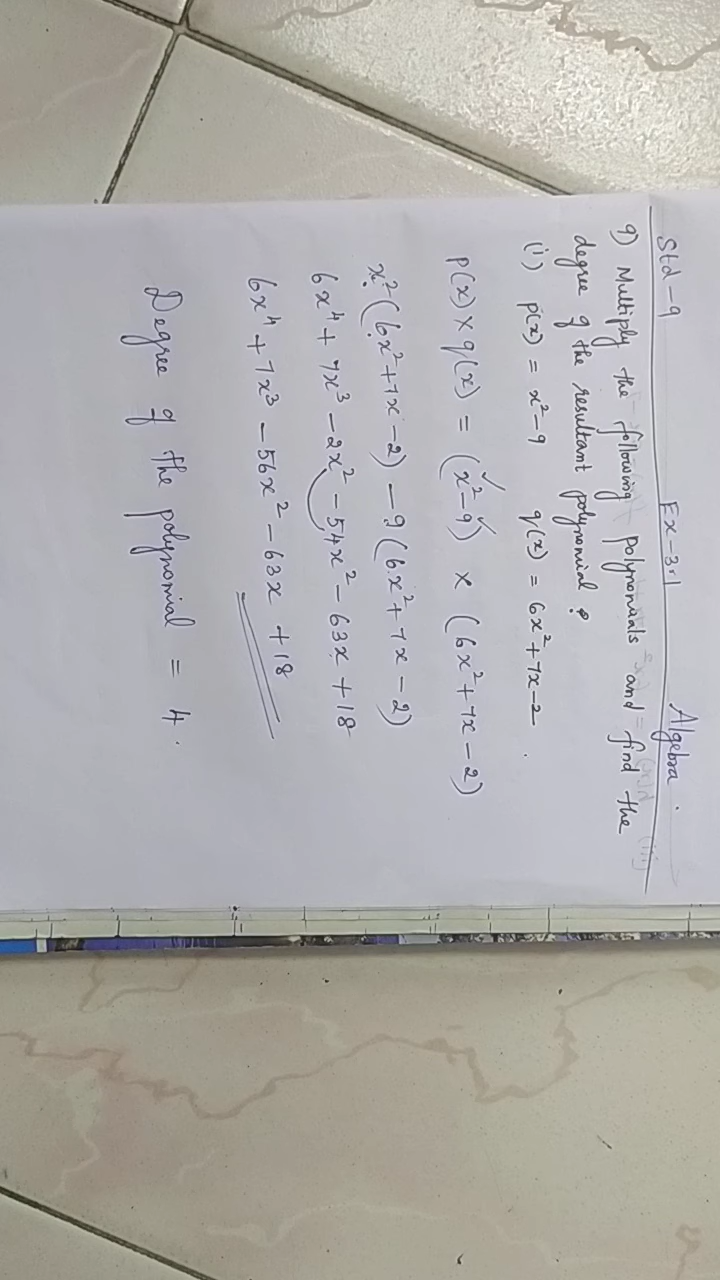 Std - 9 Ex - 3.1 Algebra.
9) Multiply the following polynomials and find the
degree of the resultant polynomial?
(i) p(x) = x² - 9 q(x) = 6x² + 7x - 2.
p(x) × q(x) = (x² - 9) × (6x² + 7x - 2)
x² (6x² + 7x - 2) - 9 (6x² + 7x - 2)
6x⁴ + 7x³ - 2x² - 54x² - 63x + 18
6x⁴ + 7x³ - 56x² - 63x + 18
Degree of the polynomial = 4.